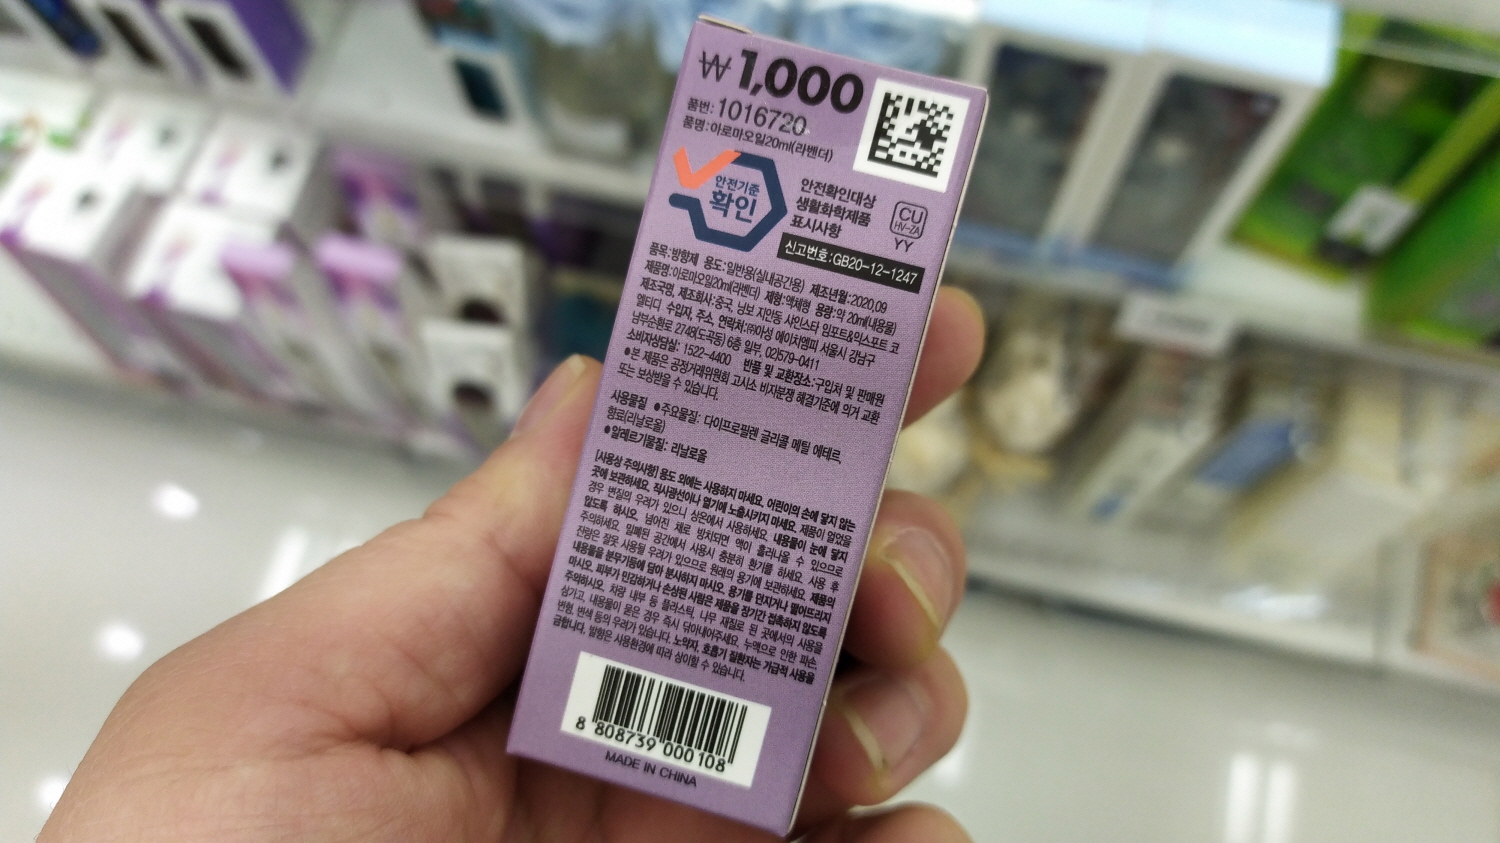 ₩1,000
품번: 1016720
품명:아로마오일20ml(라벤더)
안전기준
확인
안전확인대상
생활화학제품
표시사항
CU
HV-ZA
YY
신고번호:GB20-12-1247
품목:방향제 용도:일반용(실내공간용) 제조년월:2020.09
제품명:아로마오일20ml(라벤더) 제형:액체형 용량:약 20ml(내용물)
제조국명, 제조회사:중국, 닝보 지안동 사인스타 임포트&익스포트 코
엘티디 수입자, 주소, 연락처:㈜아성 에이치엠피 서울시 강남구
남부순환로 2748(도곡동) 6층 일부, 02)579-0411
소비자상담실: 1522-4400 반품 및 교환장소:구입처 및 판매원
●본 제품은 공정거래위원회 고시소 비자분쟁 해결기준에 의거 교환
또는 보상받을 수 있습니다.
사용물질 ●주요물질: 다이프로필렌 글리콜 메틸 에테르,
향료(리날로올)
●알레르기물질: 리날로올
[사용상 주의사항] 용도 외에는 사용하지 마세요. 어린이의 손에 닿지 않는
곳에 보관하세요. 직사광선이나 열기에 노출시키지 마세요. 제품이 얼었을
경우 변질의 우려가 있으니 상온에서 사용하세요. 내용물이 눈에 닿지
않도록 하시오. 넘어진 채로 방치되면 액이 흘러나올 수 있으므로
주의하세요. 밀폐된 공간에서 사용시 충분히 환기를 하세요. 사용 후
잔량은 잘못 사용될 우려가 있으므로 원래의 용기에 보관하세요. 제품의
내용물을 분무기등에 담아 분사하지 마시오. 용기를 던지거나 떨어뜨리지
마시오. 피부가 민감하거나 손상된 사람은 제품을 장기간 접촉하지 않도록
주의하시오. 차량 내부 등 플라스틱, 나무 재질로 된 곳에서의 사용을
삼가고, 내용물이 묻은 경우 즉시 닦아내어주세요. 누액으로 인한 파손
변형, 변색 등의 우려가 있습니다. 노약자, 호흡기 질환자는 가급적 사용을
금합니다. 발향은 사용환경에 따라 상이할 수 있습니다.
8 808739 000108
MADE IN CHINA